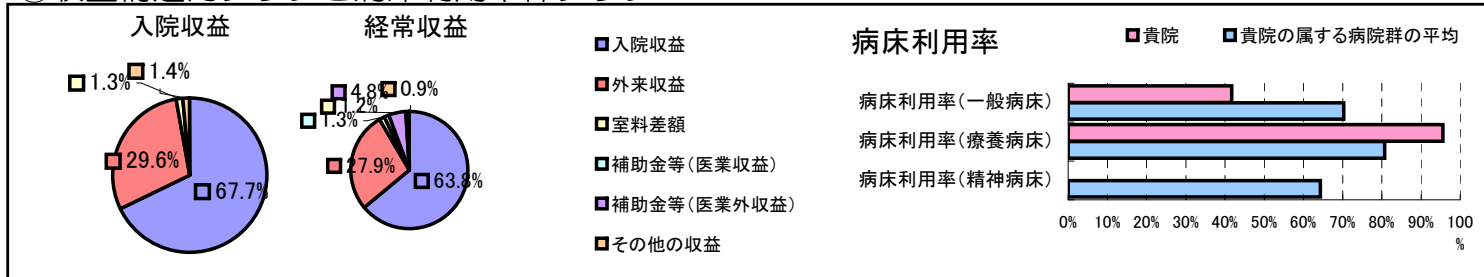 入院収益
1.3%
1.4%
29.6%
67.7%
経常収益
4.8%
0.9%
1.2%
1.3%
27.9%
63.8%
入院収益
外来収益
室料差額
補助金等(医業収益)
補助金等(医業外収益)
その他の収益
病床利用率
貴院 貴院の属する病院群の平均
病床利用率(一般病床)
病床利用率(療養病床)
病床利用率(精神病床)
0% 10% 20% 30% 40% 50% 60% 70% 80% 90% 100
%